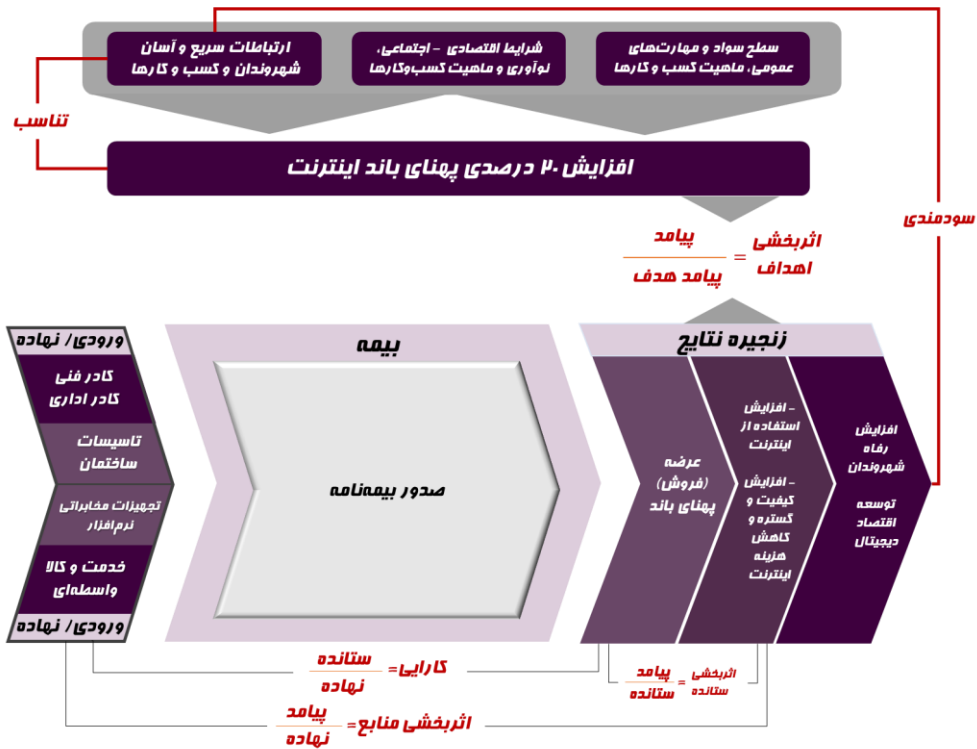 سطح سواد و مهارت‌های
عمومی، ماهیت کسب و کارها
شرایط اقتصادی - اجتماعی،
نوآوری و ماهیت کسب‌وکارها
ارتباطات سریع و آسان
شهروندان و کسب و کارها
تناسب
افزایش ۲۰ درصدی پهنای باند اینترنت
سودمندی
اثربخشی
اهداف
=
پیامد
پیامد هدف
زنجیره نتایج
بیمه
ورودی/ نهاده
کادر فنی
کادر اداری
تاسیسات
ساختمان
تجهیزات مخابراتی
نرم‌افزار
خدمت و کالا
واسطه‌ای
ورودی/ نهاده
صدور بیمه‌نامه
عرضه
(فروش)
پهنای باند
- افزایش
استفاده از
اینترنت
- افزایش
کیفیت و
گستره و
کاهش
هزینه
اینترنت
افزایش
رفاه
شهروندان
توسعه
اقتصاد
دیجیتال
کارایی=
ستانده
نهاده
اثربخشی
ستانده
=
پیامد
ستانده
اثربخشی منابع=
پیامد
نهاده